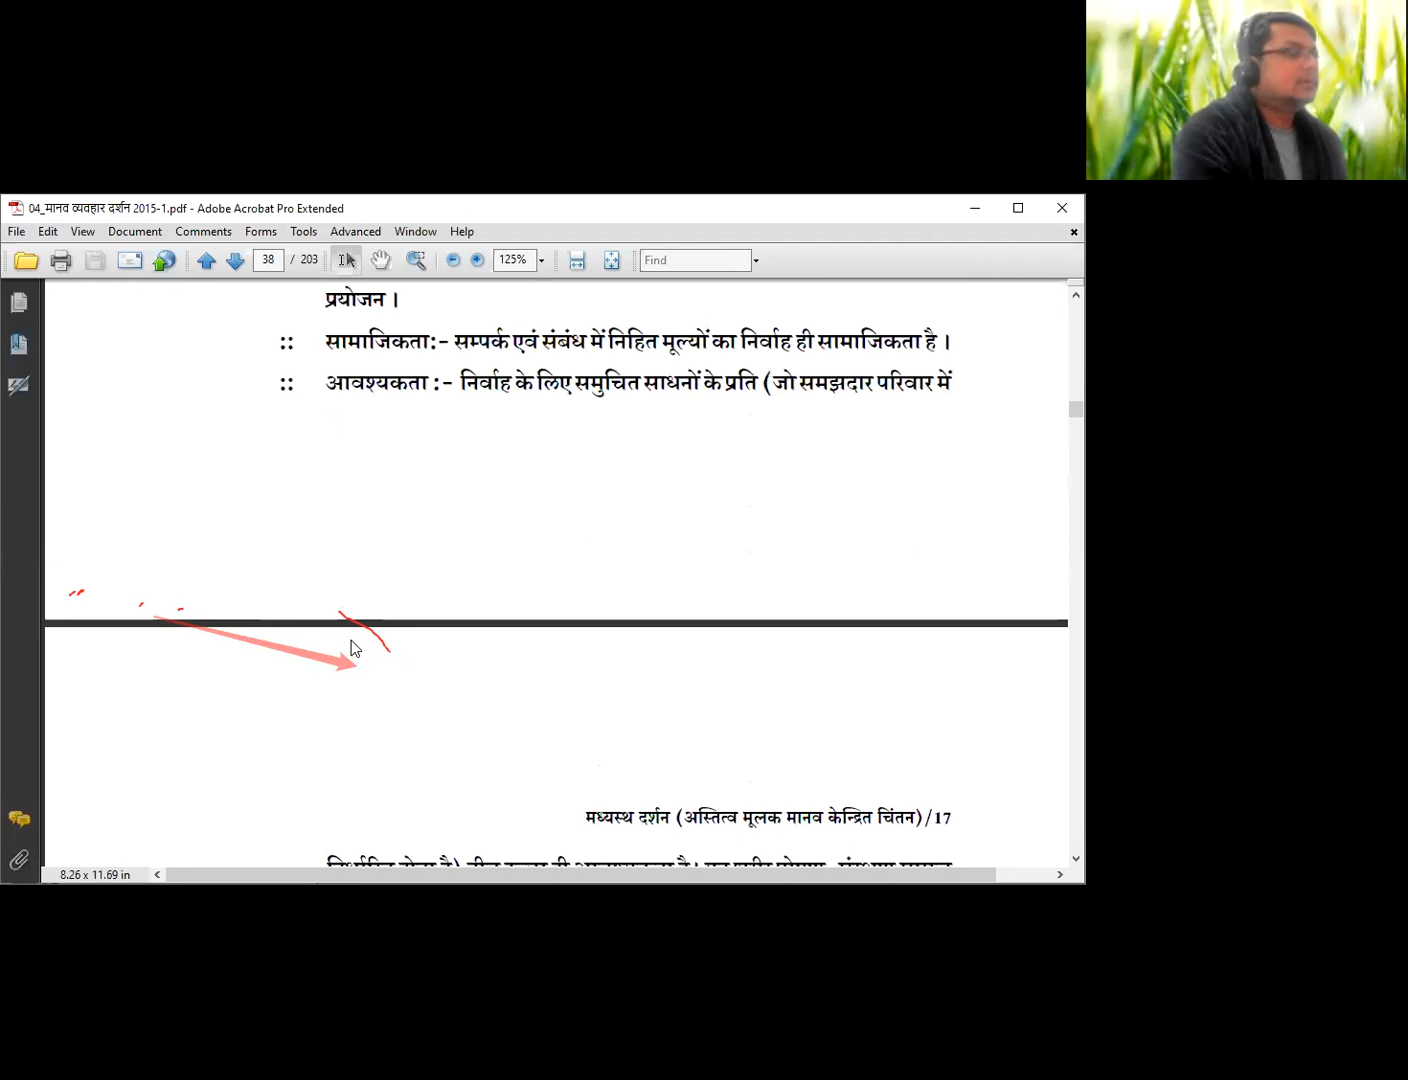 04_मानव व्यवहार दर्शन 2015-1.pdf - Adobe Acrobat Pro Extended
File Edit View Document Comments Forms Tools Advanced Window Help
38 / 203 125% Find
प्रयोजन ।
:: सामाजिकता:- सम्पर्क एवं संबंध में निहित मूल्यों का निर्वाह ही सामाजिकता है ।
:: आवश्यकता :- निर्वाह के लिए समुचित साधनों के प्रति (जो समझदार परिवार में
मध्यस्थ दर्शन (अस्तित्व मूलक मानव केन्द्रित चिंतन)/17
8.26 x 11.69 in